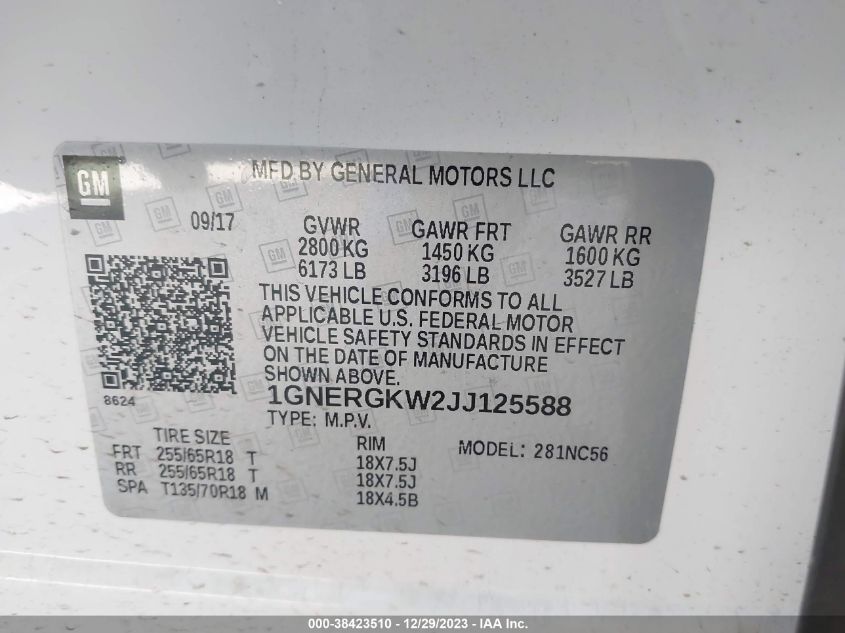 GM
MFD BY GENERAL MOTORS LLC
09/17
GVWR
2800 KG
6173 LB
GAWR FRT
1450 KG
3196 LB
GAWR RR
1600 KG
3527 LB
THIS VEHICLE CONFORMS TO ALL
APPLICABLE U.S. FEDERAL MOTOR
VEHICLE SAFETY STANDARDS IN EFFECT
ON THE DATE OF MANUFACTURE
SHOWN ABOVE.
8624
1GNERGKW2JJ125588
TYPE: M.P.V.
TIRE SIZE RIM MODEL: 281NC56
FRT 255/65R18 T 18X7.5J
RR 255/65R18 T 18X7.5J
SPA T135/70R18 M 18X4.5B
000-38423510 - 12/29/2023 - IAA Inc.